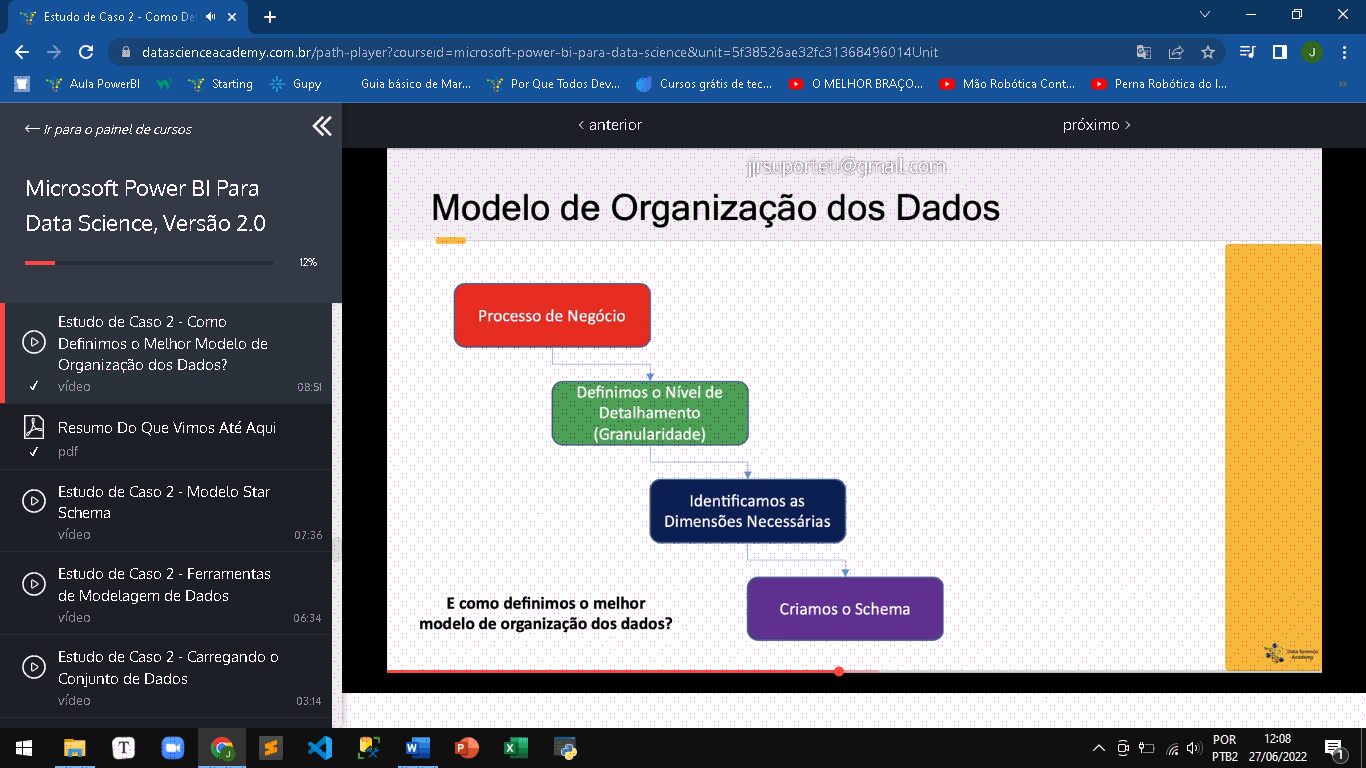 Estudo de Caso 2 - Como Da
datascienceacademy.com.br/path-player?courseid=microsoft-power-bi-para-data-science&unit=5f38526ae32fc31368496014Unit
J
Aula PowerBI
Starting
Gupy
Guia básico de Mar...
Por Que Todos Dev...
Cursos grátis de tec...
O MELHOR BRAÇO...
Mão Robótica Cont...
Perna Robótica do I...
»
← Ir para o painel de cursos
‹ anterior
próximo ›
Microsoft Power BI Para
Data Science, Versão 2.0
12%
Estudo de Caso 2 - Como
Definimos o Melhor Modelo de
Organização dos Dados?
vídeo
08:51
Resumo Do Que Vimos Até Aqui
pdf
Estudo de Caso 2 - Modelo Star
Schema
vídeo
07:36
Estudo de Caso 2 - Ferramentas
de Modelagem de Dados
vídeo
06:34
Estudo de Caso 2 - Carregando o
Conjunto de Dados
vídeo
03:14
jjrsuporteti@gmail.com
Modelo de Organização dos Dados
Processo de Negócio
Definimos o Nível de
Detalhamento
(Granularidade)
Identificamos as
Dimensões Necessárias
Criamos o Schema
E como definimos o melhor
modelo de organização dos dados?
Data Science
Academy
POR
PTB2
12:08
27/06/2022
1